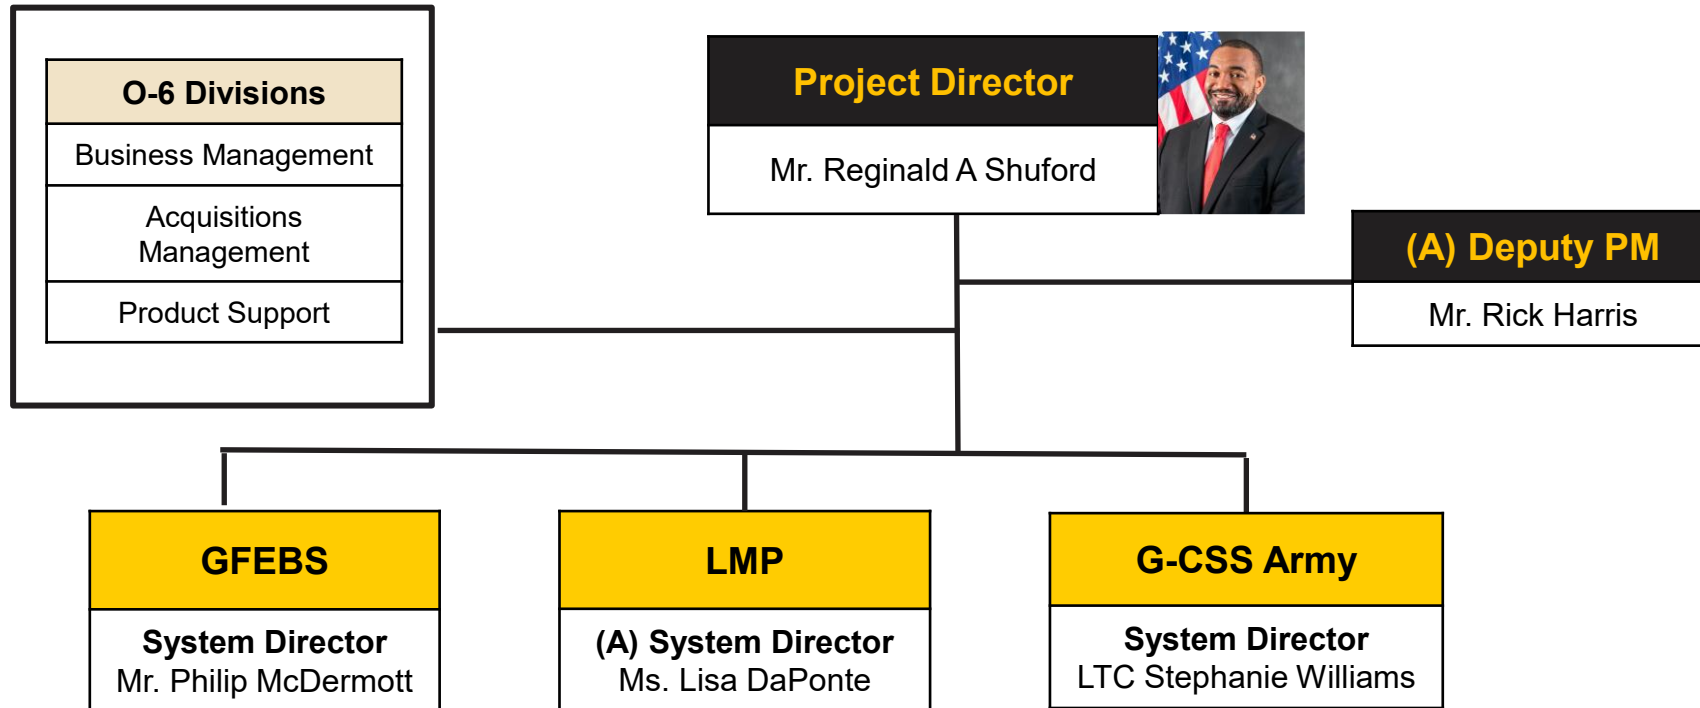 O-6 Divisions
Business Management
Acquisitions
Management
Product Support
Project Director
Mr. Reginald A Shuford
(A) Deputy PM
Mr. Rick Harris
GFEBS
System Director
Mr. Philip McDermott
LMP
(A) System Director
Ms. Lisa DaPonte
G-CSS Army
System Director
LTC Stephanie Williams